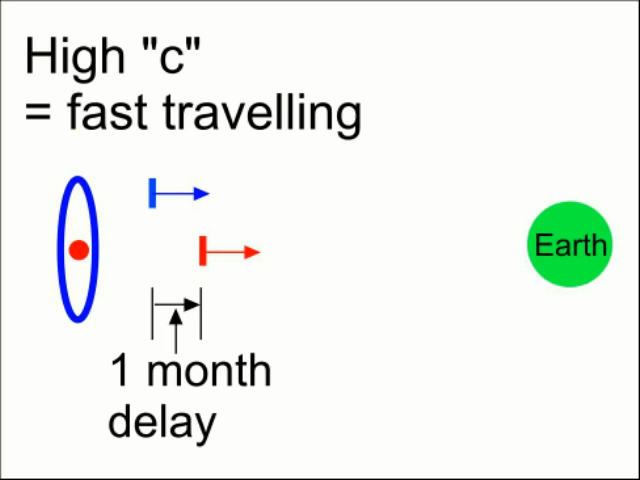 High "c"
= fast travelling
Earth
1 month
delay